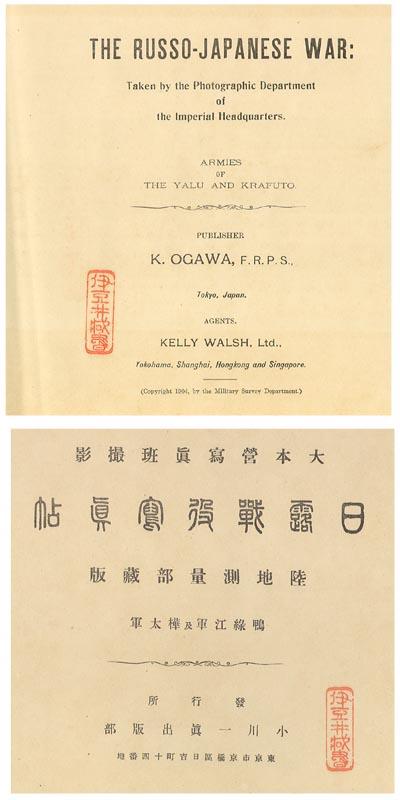 THE RUSSO-JAPANESE WAR:
Taken by the Photographic Department
of
the Imperial Headquarters.
ARMIES
OF
THE YALU AND KRAFUTO.
PUBLISHER
K. OGAWA, F.R.P.S.,
Tokyo, Japan.
AGENTS.
KELLY WALSH, Ltd.,
Yokohama, Shanghai, Hongkong and Singapore.
(Copyright 1904, by the Military Survey Department.)
大本營寫眞班撮影
日露戰役寫眞帖
陸地測量部藏版
鴨綠江軍及樺太軍
發行所
小川一眞出版部
東京市京橋區日吉町十四番地